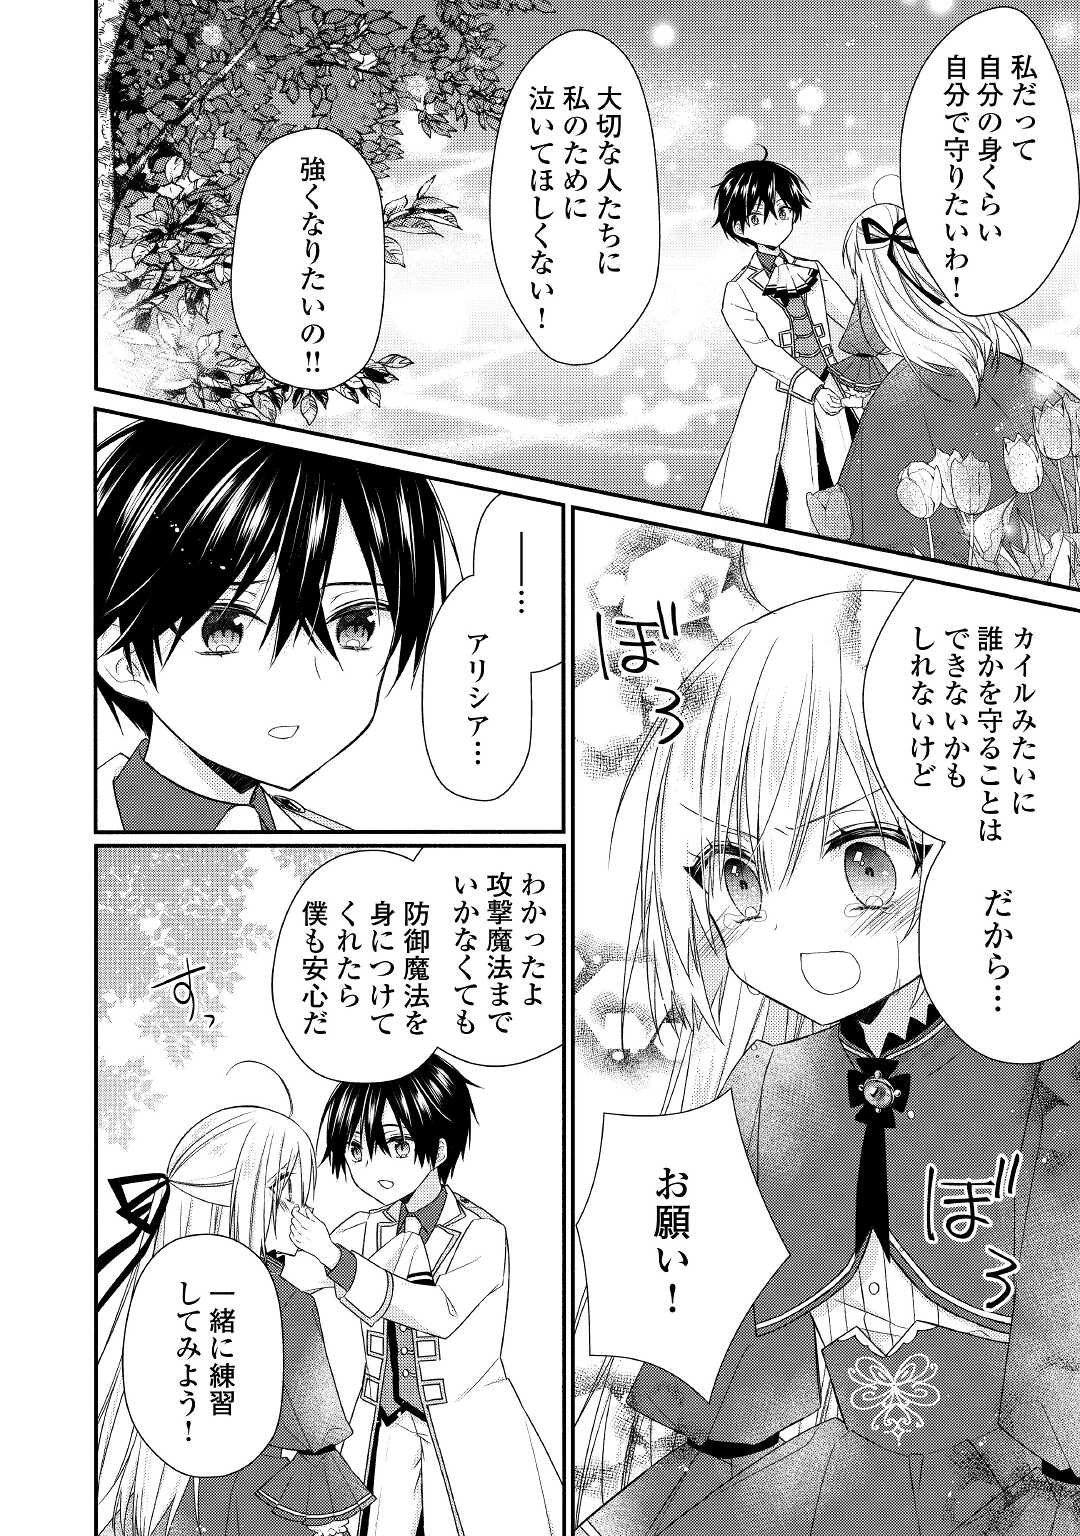 私だって
自分の身くらい
自分で守りたいわ！
大切な人たちに
私のために
泣いてほしくない！
強くなりたいの!!
カイルみたいに
誰かを守ることは
できないかも
しれないけど
だから…
ぼろ
ぼろ
お願い！
―…
アリシア…
わかったよ
攻撃魔法まで
いかなくても
防御魔法を
身につけて
くれたら
僕も安心だ
すっ
一緒に練習
してみよう！